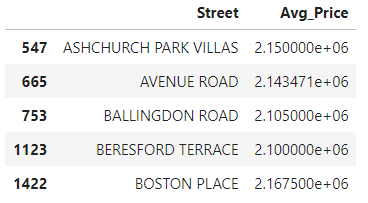 Street Avg_Price
547 ASHCHURCH PARK VILLAS 2.150000e+06
665 AVENUE ROAD 2.143471e+06
753 BALLINGDON ROAD 2.105000e+06
1123 BERESFORD TERRACE 2.100000e+06
1422 BOSTON PLACE 2.167500e+06